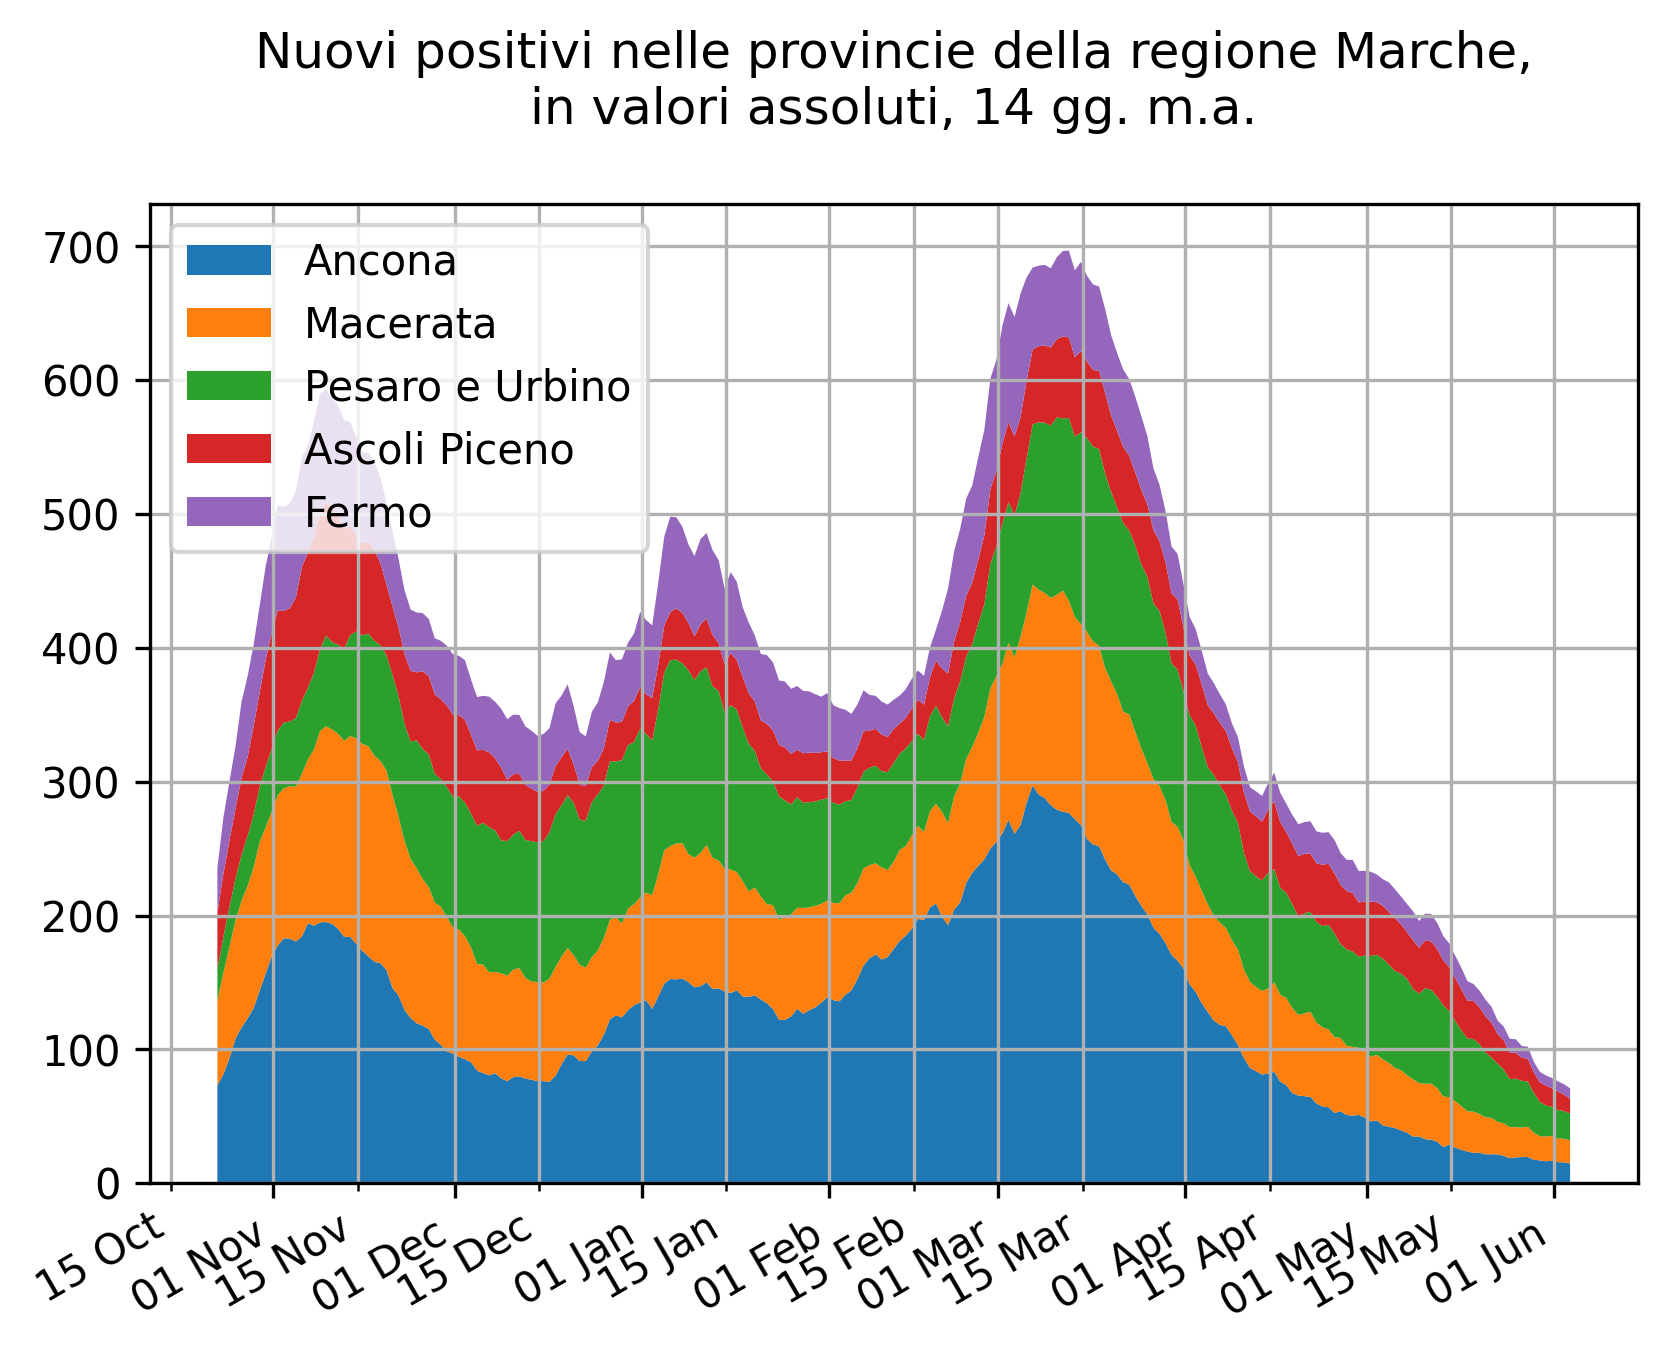 Nuovi positivi nelle provincie della regione Marche,
in valori assoluti, 14 gg. m.a.
700
600
500
400
300
200
100
0
Ancona
Macerata
Pesaro e Urbino
Ascoli Piceno
Fermo
15 Oct
01 Nov
15 Nov
01 Dec
15 Dec
01 Jan
15 Jan
01 Feb
15 Feb
01 Mar
15 Mar
01 Apr
15 Apr
01 May
15 May
01 Jun